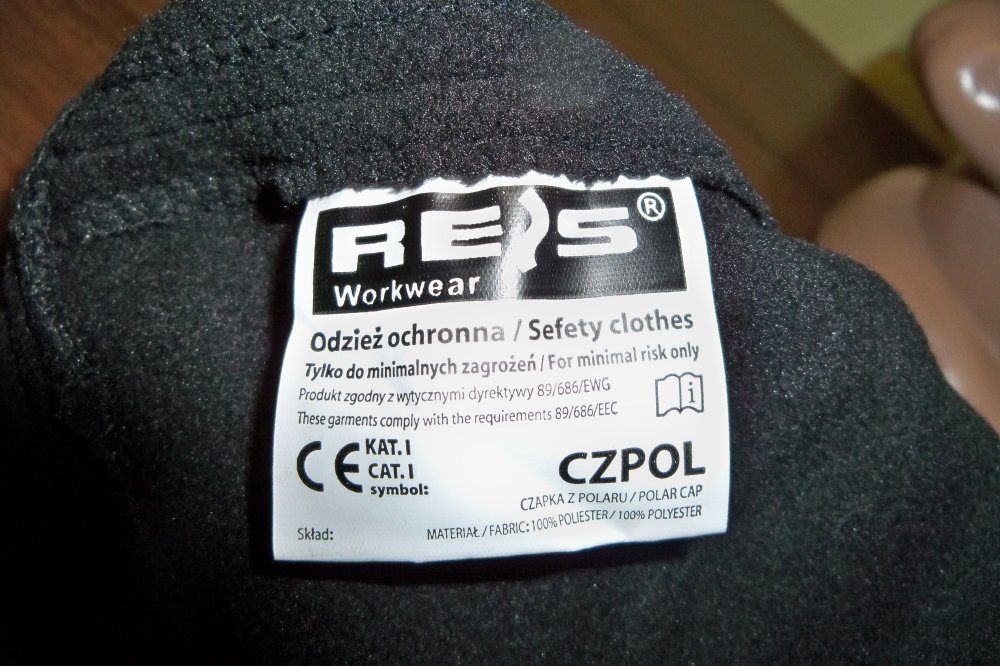 REIS®
Workwear
Odzież ochronna / Sefety clothes
Tylko do minimalnych zagrożeń / For minimal risk only
Produkt zgodny z wytycznymi dyrektywy 89/686/EWG
These garments comply with the requirements 89/686/EEC
i
CE KAT. I
CAT. I
symbol:
CZPOL
CZAPKA Z POLARU / POLAR CAP
Skład:
MATERIAŁ / FABRIC: 100% POLIESTER / 100% POLYESTER